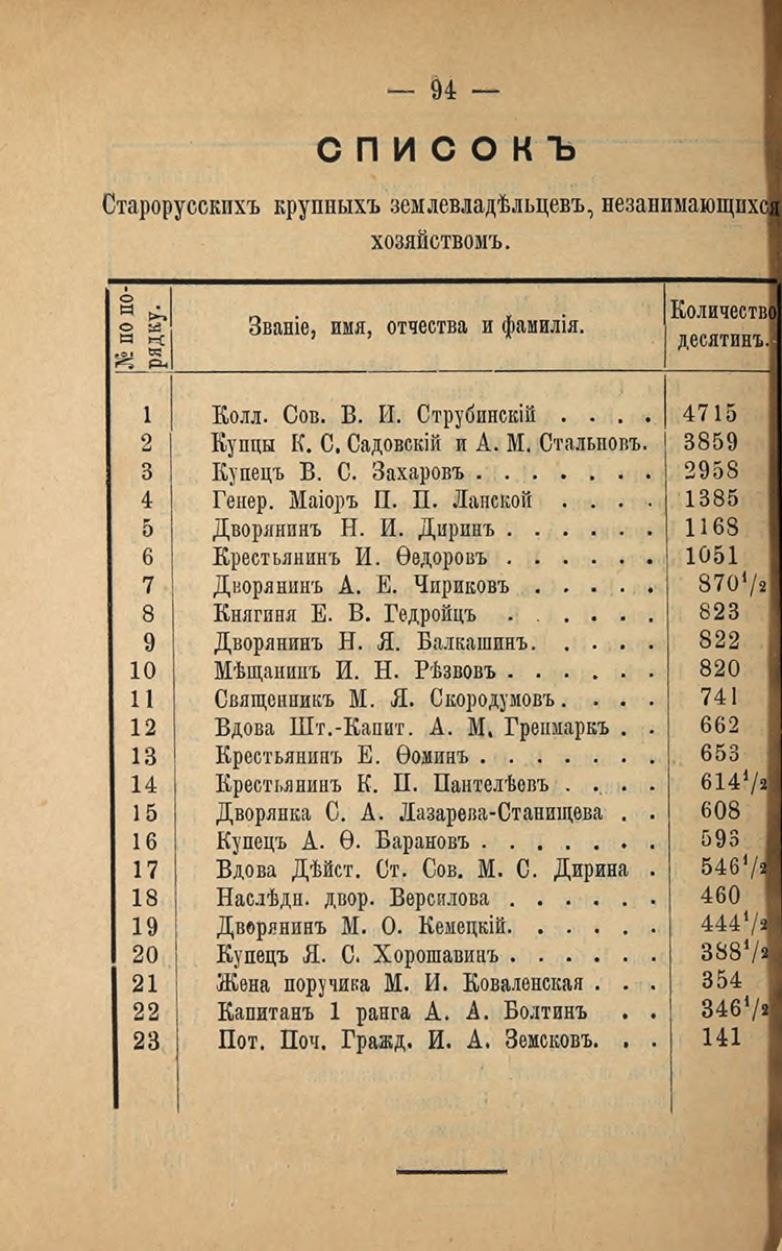 — 94 —
СПИСОКЪ
Старорусскихъ крупныхъ землевладѣльцевъ, незанимающихся
хозяйствомъ.
№ по по-
рядку.
Званіе, имя, отчества и фамилія.
Количество
десятинъ.
1 Колл. Сов. В. И. Струбинскій . . . . 4715
2 Купцы К. С. Садовскій и А. М. Стальновъ. 3859
3 Купецъ В. С. Захаровъ . . . . . . . 2958
4 Генер. Маіоръ П. П. Ланской . . . . 1385
5 Дворянинъ Н. И. Диринъ . . . . . . 1168
6 Крестьянинъ И. Ѳедоровъ . . . . . . 1051
7 Дворянинъ А. Е. Чириковъ . . . . . 870¹/₂
8 Княгиня Е. В. Гедройцъ . . . . . . 823
9 Дворянинъ Н. Я. Балкашинъ. . . . . 822
10 Мѣщанинъ И. Н. Рѣзвовъ . . . . . . 820
11 Священникъ М. Я. Скородумовъ. . . . 741
12 Вдова Шт.-Капит. А. М. Гренмаркъ . . 662
13 Крестьянинъ Е. Ѳоминъ . . . . . . . 653
14 Крестьянинъ К. П. Пантелѣевъ . . . . 614¹/₂
15 Дворянка С. А. Лазарева-Станищева . . 608
16 Купецъ А. Ѳ. Барановъ . . . . . . . 593
17 Вдова Дѣйст. Ст. Сов. М. С. Дирина . 546¹/₂
18 Наслѣдн. двор. Версилова . . . . . . 460
19 Дворянинъ М. О. Кемецкій. . . . . . 444¹/₂
20 Купецъ Я. С. Хорошавинъ . . . . . . 388¹/₂
21 Жена поручика М. И. Коваленская . . . 354
22 Капитанъ 1 ранга А. А. Болтинъ . . 346¹/₂
23 Пот. Поч. Гражд. И. А. Земсковъ. . . 141